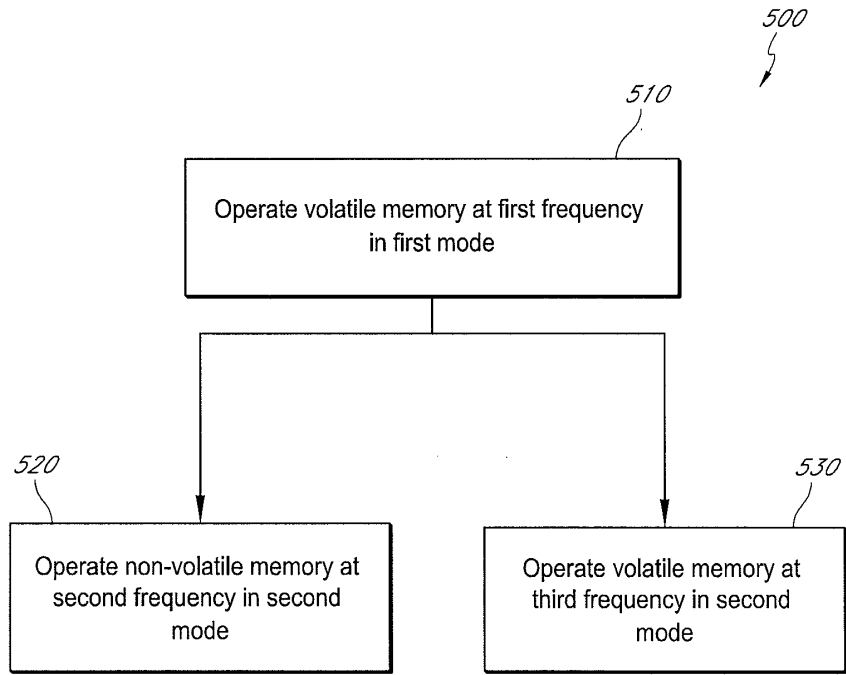 500
510
Operate volatile memory at first frequency
in first mode
520
Operate non-volatile memory at
second frequency in second
mode
530
Operate volatile memory at
third frequency in second
mode